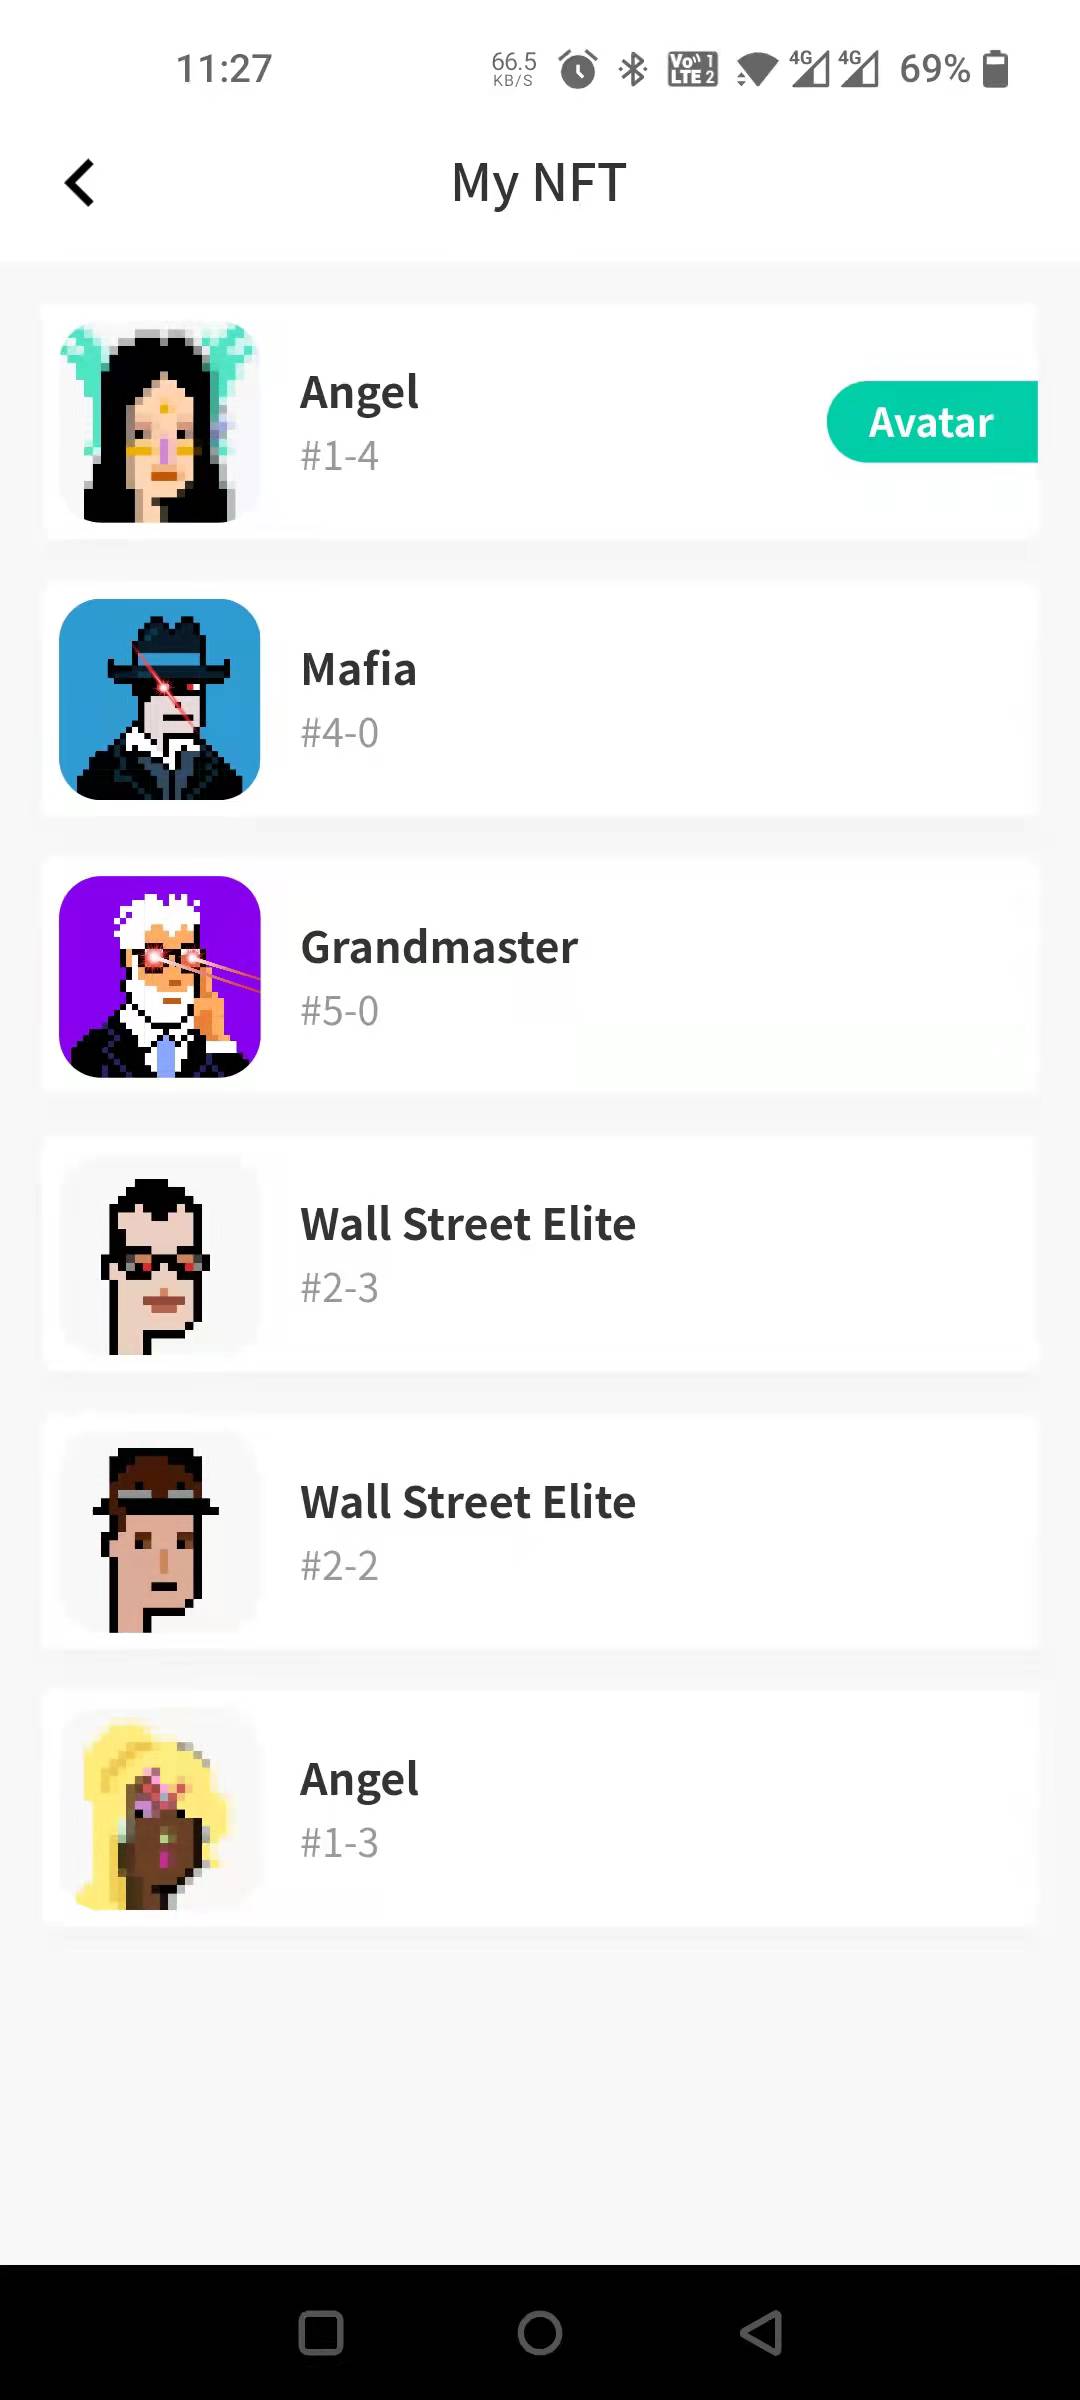 11:27
66.5
KB/S
Vo)) 1
LTE 2
4G
4G
69%
My NFT
Angel
#1-4
Avatar
Mafia
#4-0
Grandmaster
#5-0
Wall Street Elite
#2-3
Wall Street Elite
#2-2
Angel
#1-3